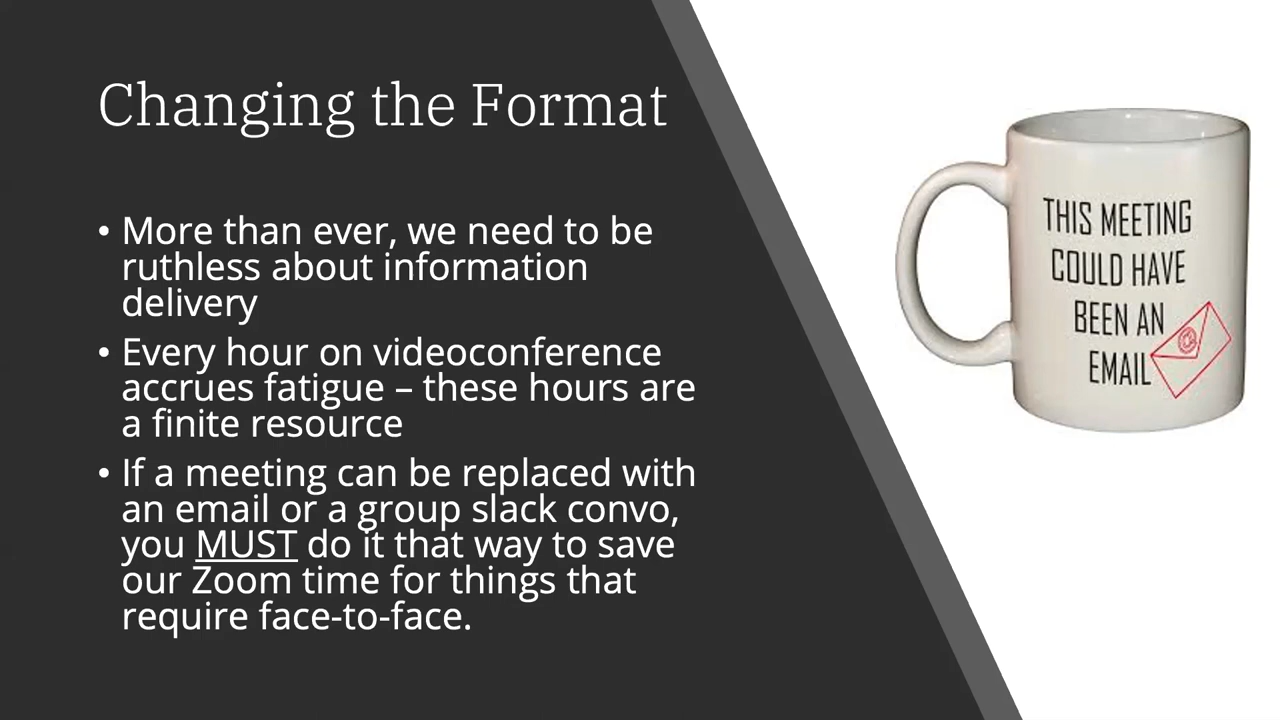 Changing the Format
• More than ever, we need to be
ruthless about information
delivery
• Every hour on videoconference
accrues fatigue – these hours are
a finite resource
• If a meeting can be replaced with
an email or a group slack convo,
you MUST do it that way to save
our Zoom time for things that
require face-to-face.
THIS MEETING
COULD HAVE
BEEN AN
EMAIL